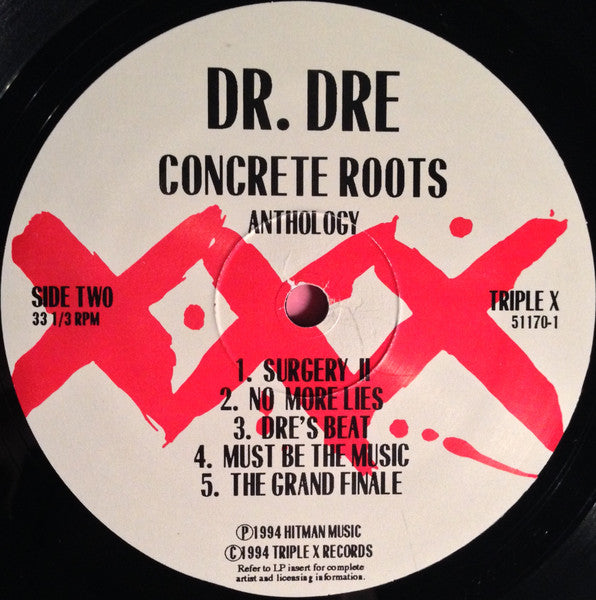 DR. DRE
CONCRETE ROOTS
ANTHOLOGY
SIDE TWO
33 1/3 RPM
TRIPLE X
51170-1
1. SURGERY II
2. NO MORE LIES
3. DRE'S BEAT
4. MUST BE THE MUSIC
5. THE GRAND FINALE
Ⓟ1994 HITMAN MUSIC
©1994 TRIPLE X RECORDS
Refer to LP insert for complete
artist and licensing information.